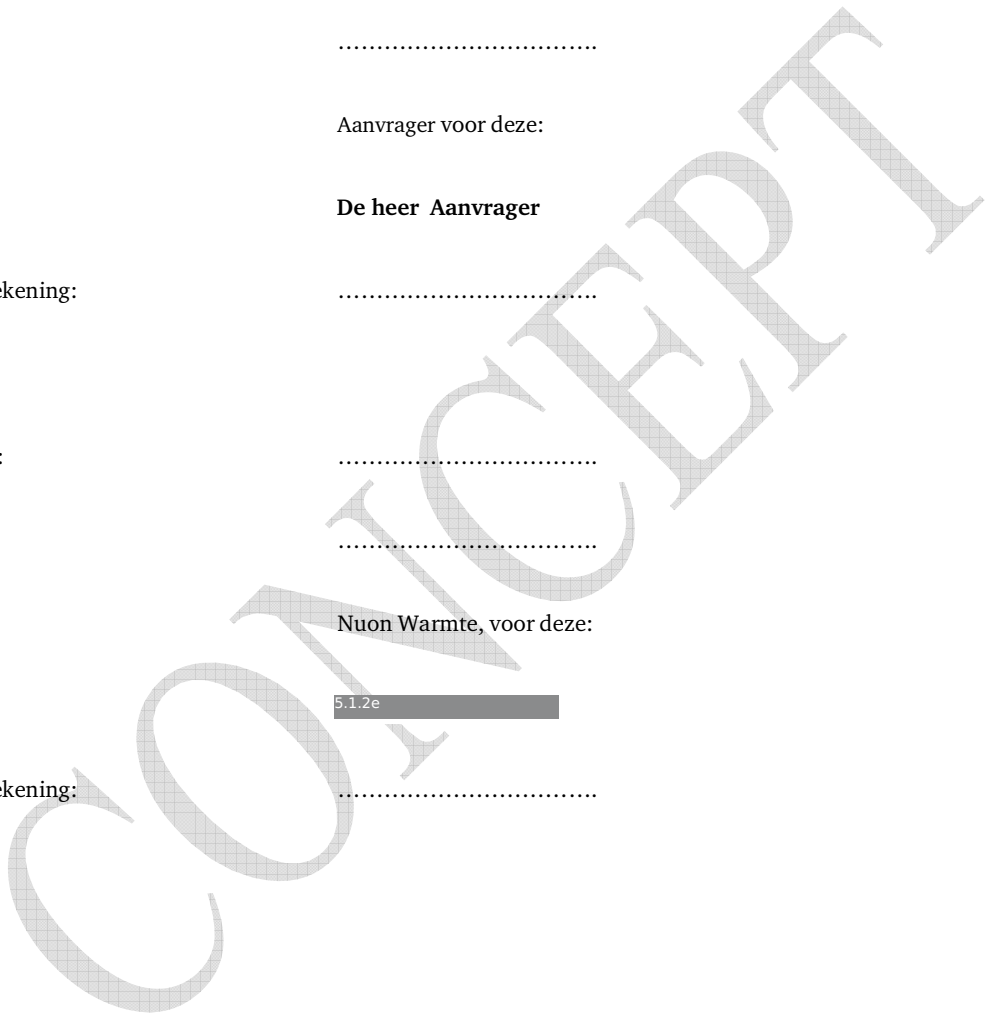 ……………………………..
Aanvrager voor deze:
De heer  Aanvrager
ekening: …………………………….
: …………………………….
…………………………….
Nuon Warmte, voor deze:
5.1.2e
ekening: …………………………….
CONCEPT